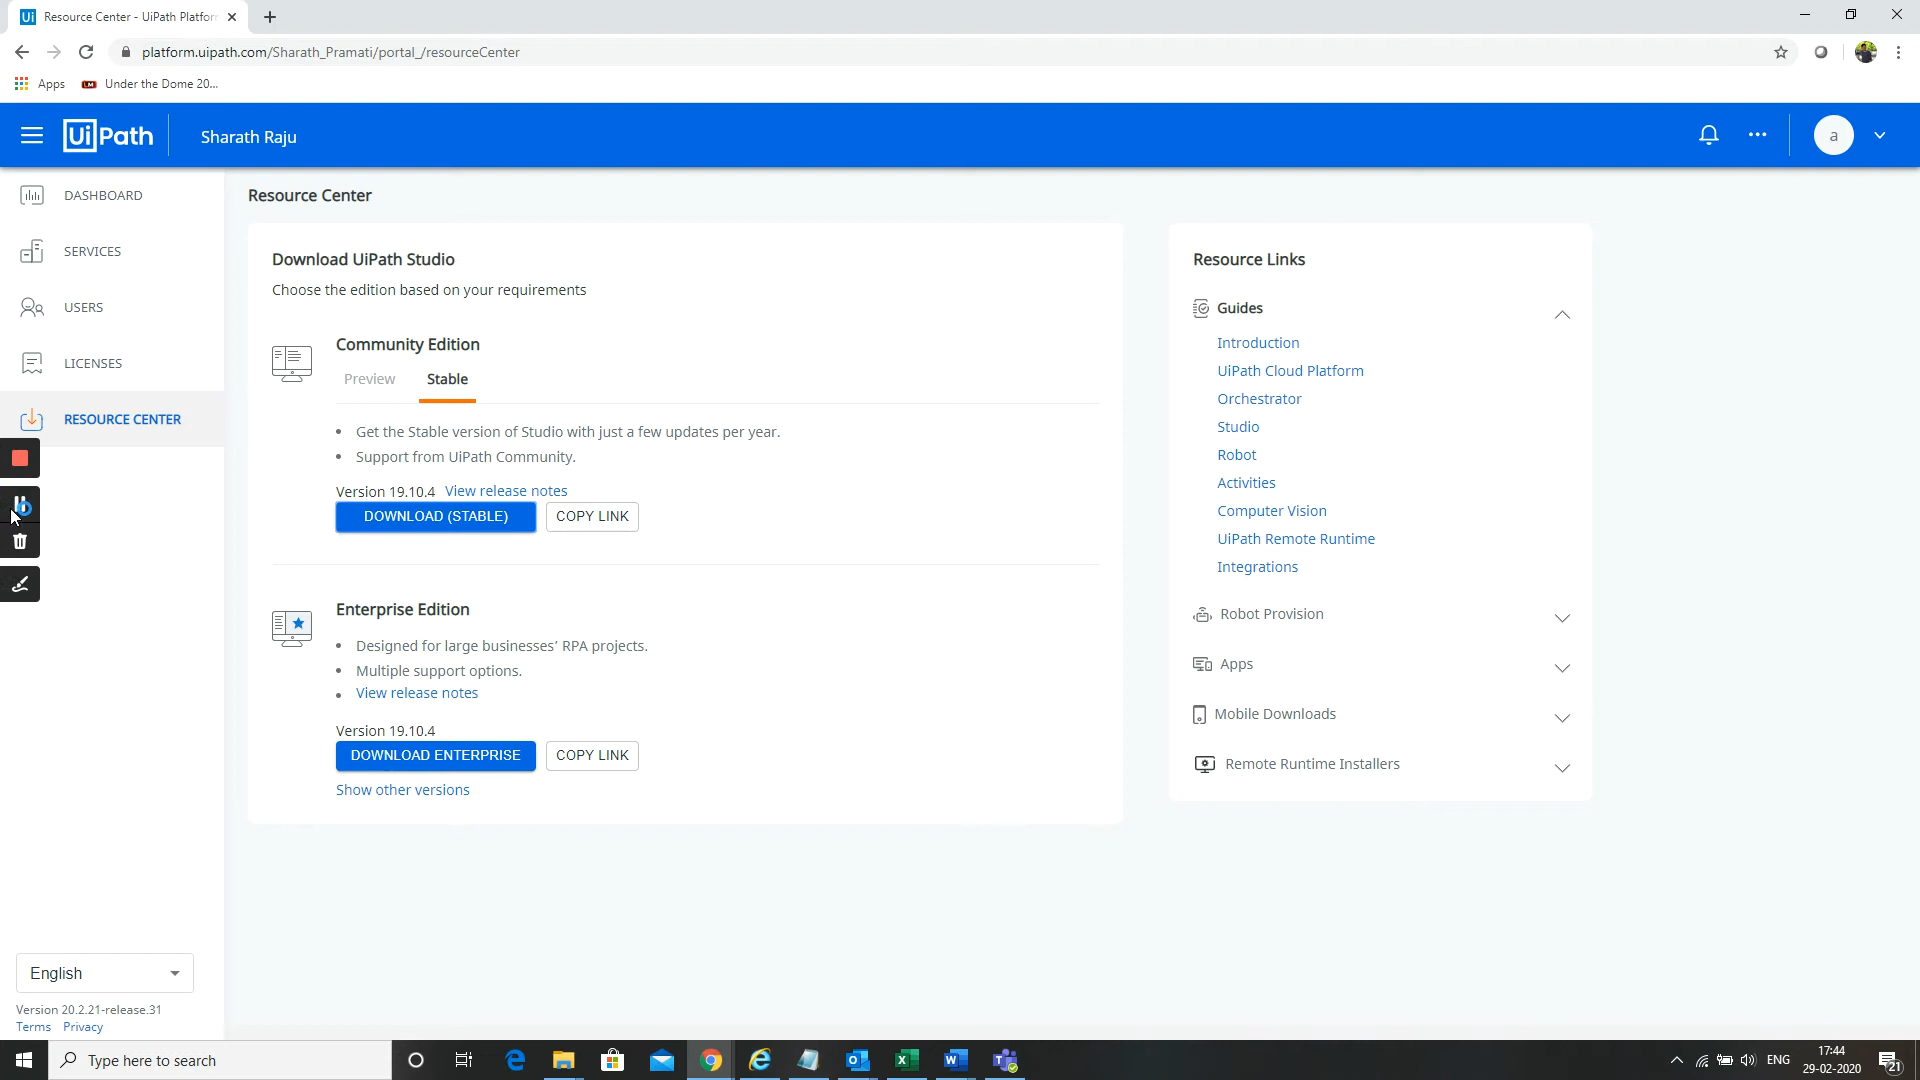 Resource Center - UiPath Platfor
platform.uipath.com/Sharath_Pramati/portal_/resourceCenter
Apps
Under the Dome 20...
UiPath
Sharath Raju
a
DASHBOARD
SERVICES
USERS
LICENSES
RESOURCE CENTER
Resource Center
Download UiPath Studio
Choose the edition based on your requirements
Community Edition
Preview Stable
• Get the Stable version of Studio with just a few updates per year.
• Support from UiPath Community.
Version 19.10.4 View release notes
DOWNLOAD (STABLE) COPY LINK
Enterprise Edition
• Designed for large businesses’ RPA projects.
• Multiple support options.
• View release notes
Version 19.10.4
DOWNLOAD ENTERPRISE COPY LINK
Show other versions
Resource Links
Guides
Introduction
UiPath Cloud Platform
Orchestrator
Studio
Robot
Activities
Computer Vision
UiPath Remote Runtime
Integrations
Robot Provision
Apps
Mobile Downloads
Remote Runtime Installers
English
Version 20.2.21-release.31
Terms Privacy
Type here to search
ENG
17:44
29-02-2020
21